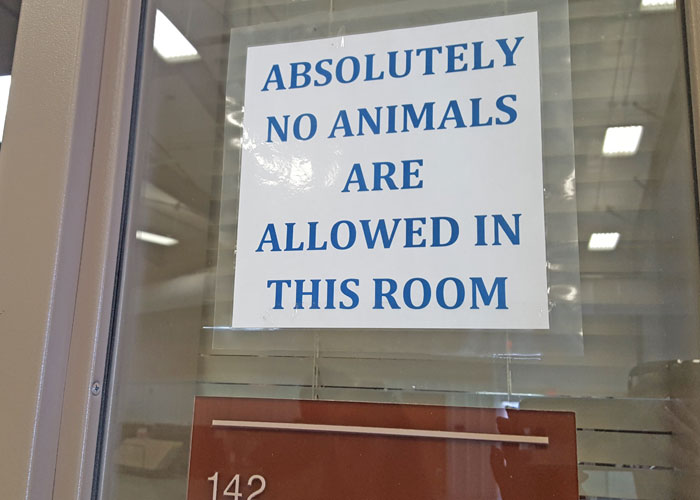 ABSOLUTELY
NO ANIMALS
ARE
ALLOWED IN
THIS ROOM
142